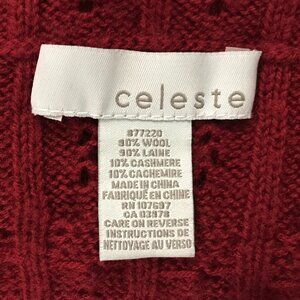 celeste
877220
90% WOOL
90% LAINE
10% CASHMERE
10% CACHEMIRE
MADE IN CHINA
FABRIQUÉ EN CHINE
RN 107697
CA 03978
CARE ON REVERSE
INSTRUCTIONS DE
NETTOYAGE AU VERSO